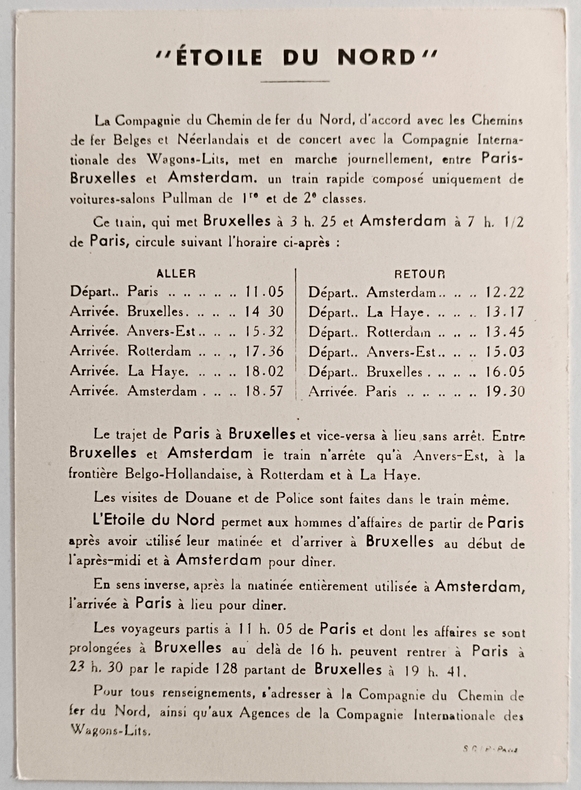 "ÉTOILE DU NORD"
La Compagnie du Chemin de fer du Nord, d'accord avec les Chemins
de fer Belges et Néerlandais et de concert avec la Compagnie Interna-
tionale des Wagons-Lits, met en marche journellement, entre Paris-
Bruxelles et Amsterdam. un train rapide composé uniquement de
voitures-salons Pullman de 1re et de 2e classes.
Ce train, qui met Bruxelles à 3 h. 25 et Amsterdam à 7 h. 1/2
de Paris, circule suivant l'horaire ci-après :
ALLER
Départ.. Paris .. .. .. .. .. 11.05
Arrivée. Bruxelles. .. .. .. 14 30
Arrivée. Anvers-Est.. .. .. 15.32
Arrivée. Rotterdam .. .. .. 17.36
Arrivée. La Haye. .. .. .. 18.02
Arrivée. Amsterdam . .. .. 18.57
RETOUR
Départ.. Amsterdam.. .. .. 12.22
Départ.. La Haye. .. .. .. 13.17
Départ.. Rotterdam .. .. .. 13.45
Départ.. Anvers-Est.. .. .. 15.03
Départ.. Bruxelles . .. .. .. 16.05
Arrivée. Paris .. .. .. .. .. 19.30
Le trajet de Paris à Bruxelles et vice-versa à lieu sans arrêt. Entre
Bruxelles et Amsterdam le train n'arrête qu'à Anvers-Est, à la
frontière Belgo-Hollandaise, à Rotterdam et à La Haye.
Les visites de Douane et de Police sont faites dans le train même.
L'Etoile du Nord permet aux hommes d'affaires de partir de Paris
après avoir utilisé leur matinée et d'arriver à Bruxelles au début de
l'après-midi et à Amsterdam pour dîner.
En sens inverse, après la matinée entièrement utilisée à Amsterdam,
l'arrivée à Paris à lieu pour dîner.
Les voyageurs partis à 11 h. 05 de Paris et dont les affaires se sont
prolongées à Bruxelles au delà de 16 h. peuvent rentrer à Paris à
23 h. 30 par le rapide 128 partant de Bruxelles à 19 h. 41.
Pour tous renseignements, s'adresser à la Compagnie du Chemin de
fer du Nord, ainsi qu'aux Agences de la Compagnie Internationale des
Wagons-Lits.